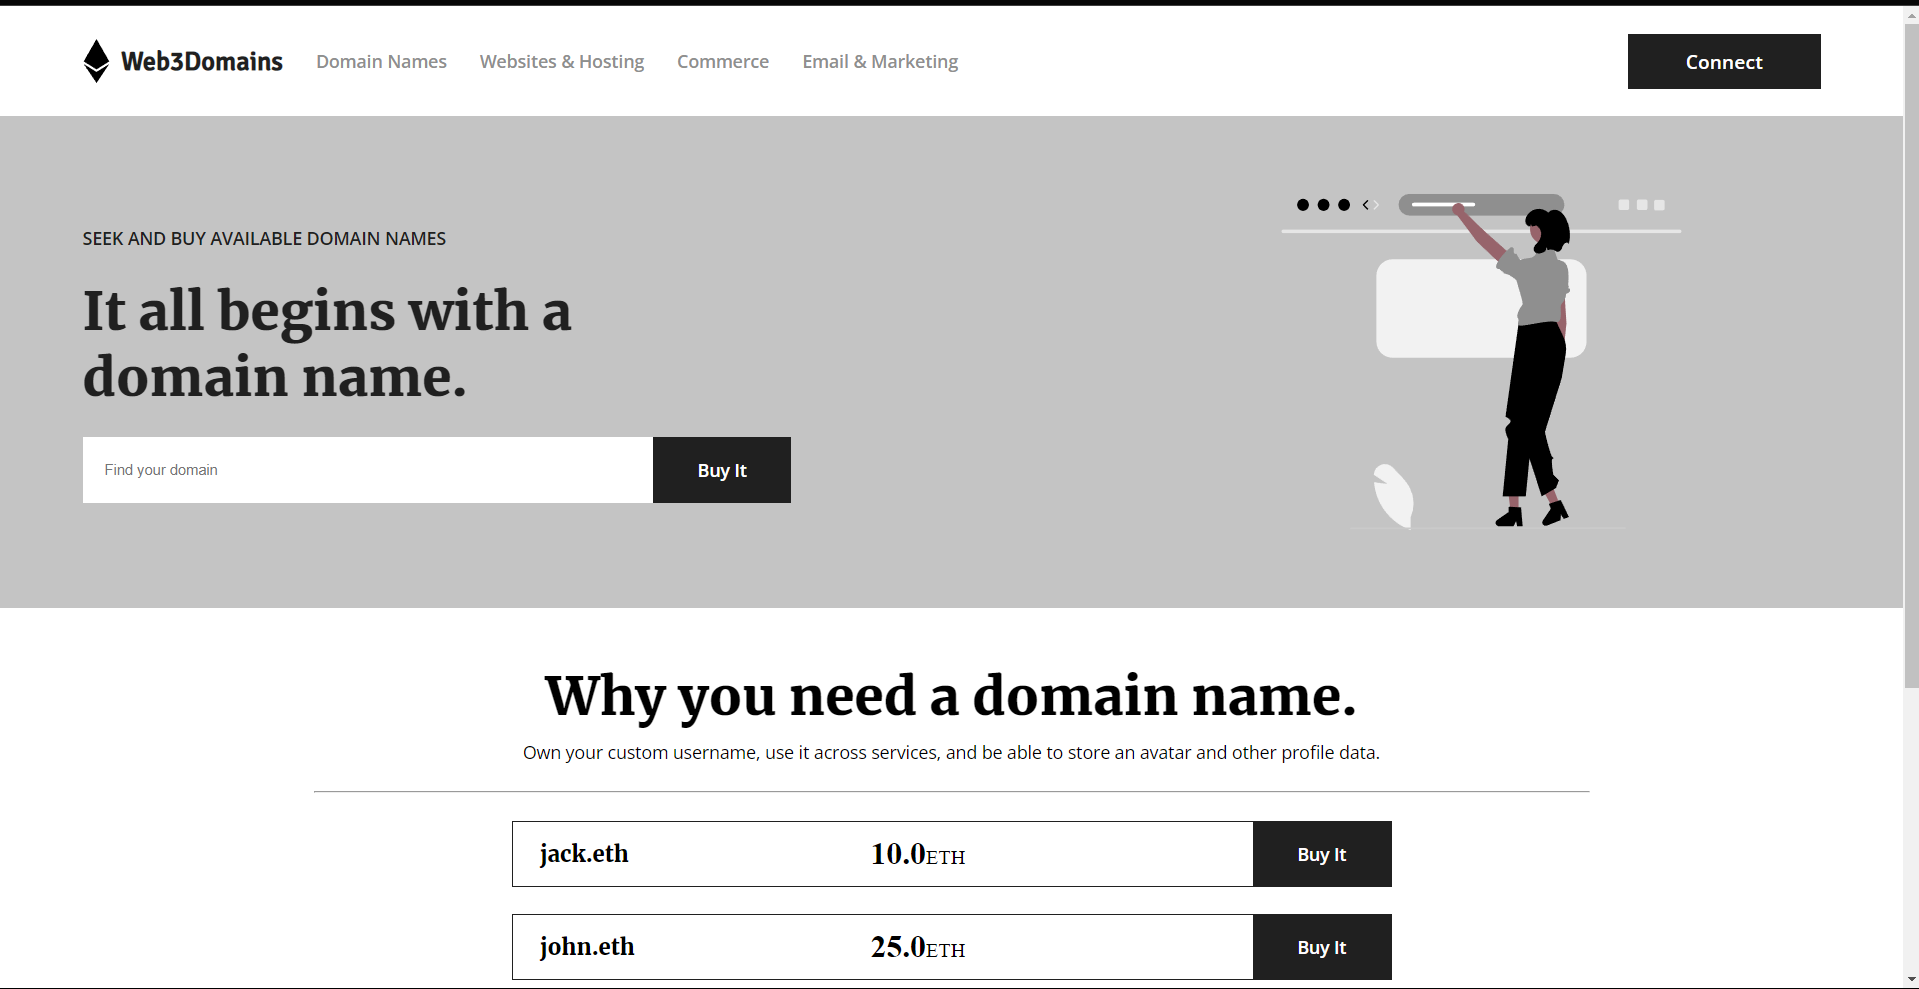 Web3Domains Domain Names Websites & Hosting Commerce Email & Marketing Connect
SEEK AND BUY AVAILABLE DOMAIN NAMES
It all begins with a
domain name.
Find your domain Buy It
Why you need a domain name.
Own your custom username, use it across services, and be able to store an avatar and other profile data.
jack.eth 10.0ETH Buy It
john.eth 25.0ETH Buy It